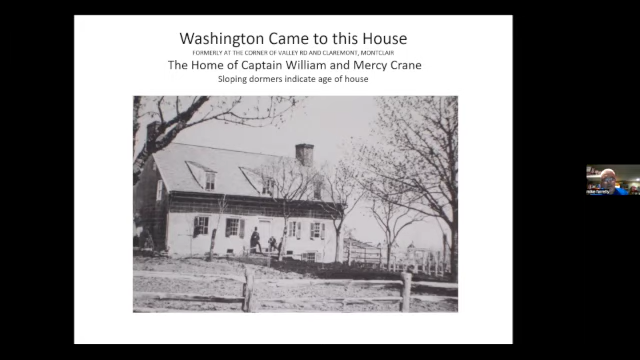 Washington Came to this House
FORMERLY AT THE CORNER OF VALLEY RD AND CLAREMONT, MONTCLAIR
The Home of Captain William and Mercy Crane
Sloping dormers indicate age of house